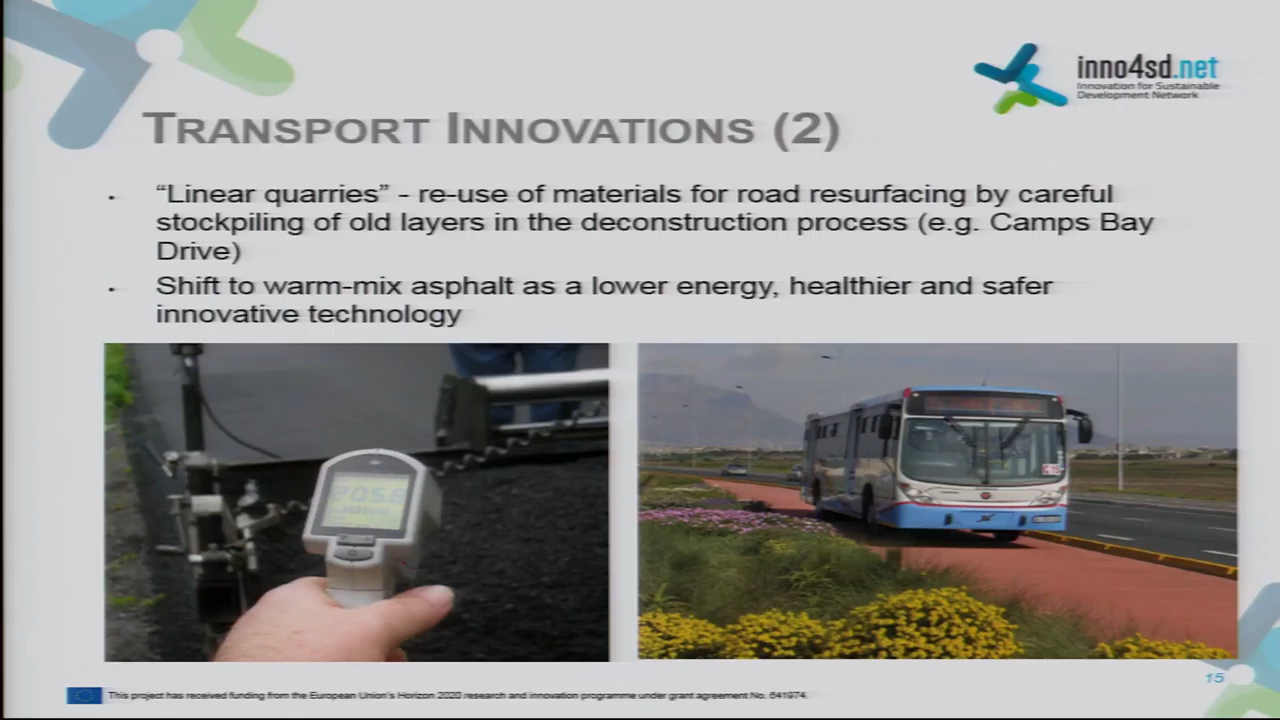 inno4sd.net
Innovation for Sustainable
Development Network
TRANSPORT INNOVATIONS (2)
“Linear quarries” - re-use of materials for road resurfacing by careful
stockpiling of old layers in the deconstruction process (e.g. Camps Bay
Drive)
Shift to warm-mix asphalt as a lower energy, healthier and safer
innovative technology
15
This project has received funding from the European Union's Horizon 2020 research and innovation programme under grant agreement No. 641974.